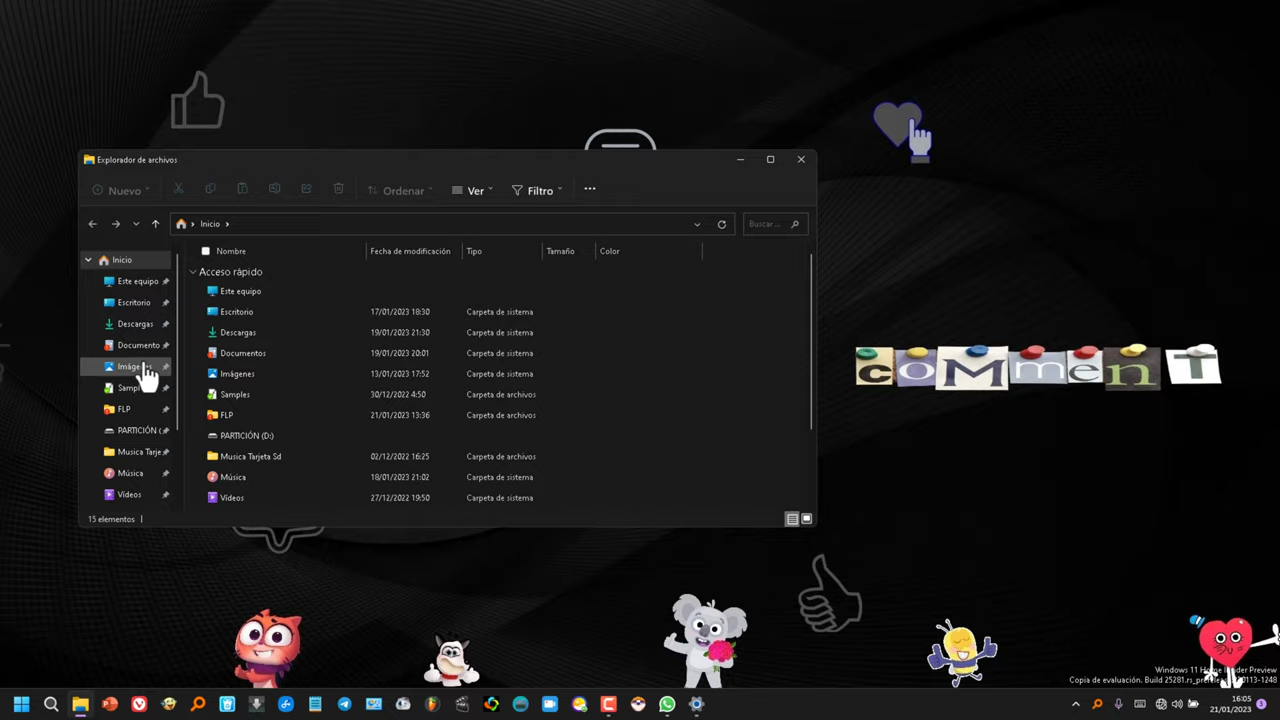 Explorador de archivos
Nuevo
Ordenar
Ver
Filtro
Inicio
Buscar...
Nombre
Fecha de modificación
Tipo
Tamaño
Color
Inicio
Este equipo
Escritorio
Descargas
Documento
Samp
FLP
PARTICIÓN (
Musica Tarje
Música
Vídeos
Acceso rápido
Este equipo
Escritorio 17/01/2023 18:30 Carpeta de sistema
Descargas 19/01/2023 21:30 Carpeta de sistema
Documentos 19/01/2023 20:01 Carpeta de sistema
Imágenes 13/01/2023 17:52 Carpeta de sistema
Samples 30/12/2022 4:50 Carpeta de archivos
FLP 21/01/2023 13:36 Carpeta de archivos
PARTICIÓN (D:)
Musica Tarjeta Sd 02/12/2022 16:25 Carpeta de archivos
Música 18/01/2023 21:02 Carpeta de sistema
Vídeos 27/12/2022 19:50 Carpeta de sistema
15 elementos
coMmenT
Windows 11 Home Insider Preview
Copia de evaluación. Build 25281.rs_prerelease.230113-1248
16:05
21/01/2023
3